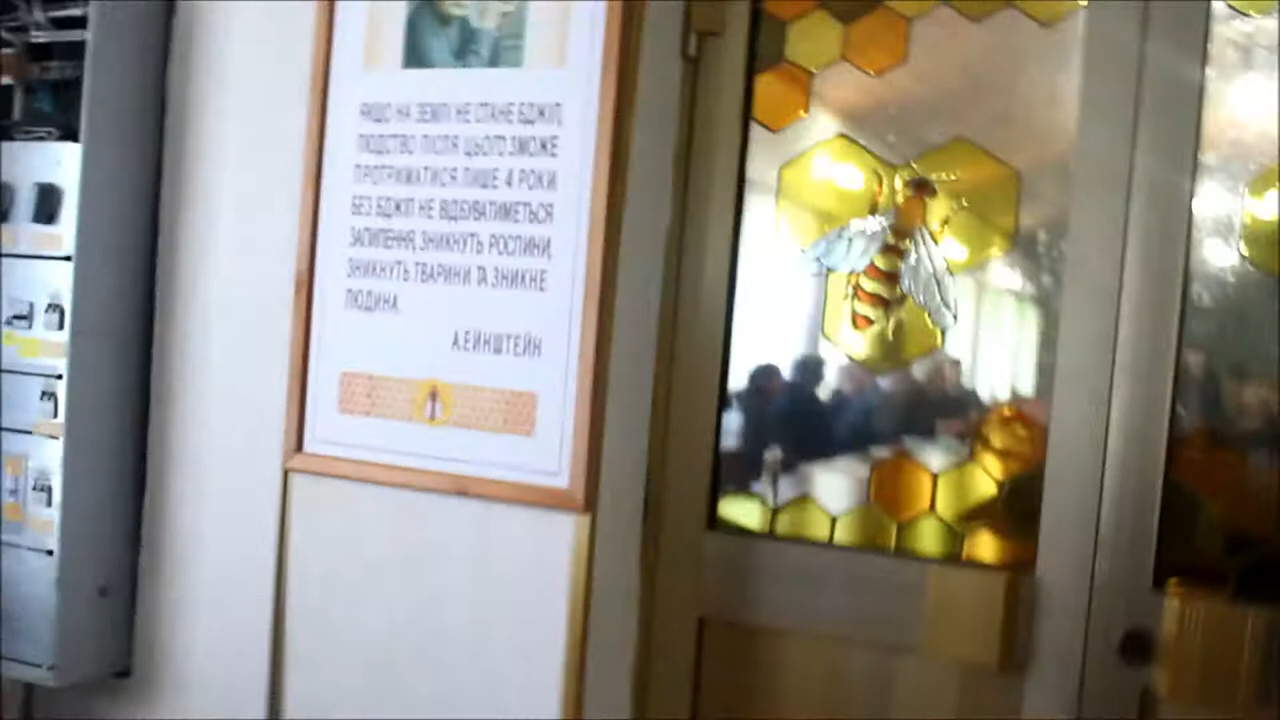 ЯКЩО НА ЗЕМЛІ НЕ СТАНЕ БДЖІЛ,
ЛЮДСТВО ПІСЛЯ ЦЬОГО ЗМОЖЕ
ПРОТРИМАТИСЯ ЛИШЕ 4 РОКИ.
БЕЗ БДЖІЛ НЕ ВІДБУВАТИМЕТЬСЯ
ЗАПИЛЕННЯ, ЗНИКНУТЬ РОСЛИНИ,
ЗНИКНУТЬ ТВАРИНИ ТА ЗНИКНЕ
ЛЮДИНА.
А.ЕЙНШТЕЙН